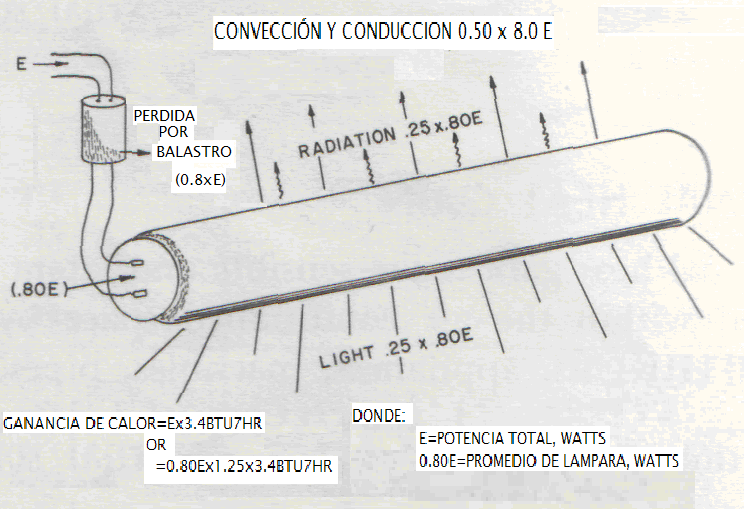 CONVECCIÓN Y CONDUCCION 0.50 x 8.0 E
E
PERDIDA
POR
BALASTRO
(0.8xE)
RADIATION .25 x.80E
(.80E)
LIGHT .25 x .80E
GANANCIA DE CALOR=Ex3.4BTU7HR
OR
=0.80Ex1.25x3.4BTU7HR
DONDE:
E=POTENCIA TOTAL, WATTS
0.80E=PROMEDIO DE LAMPARA, WATTS